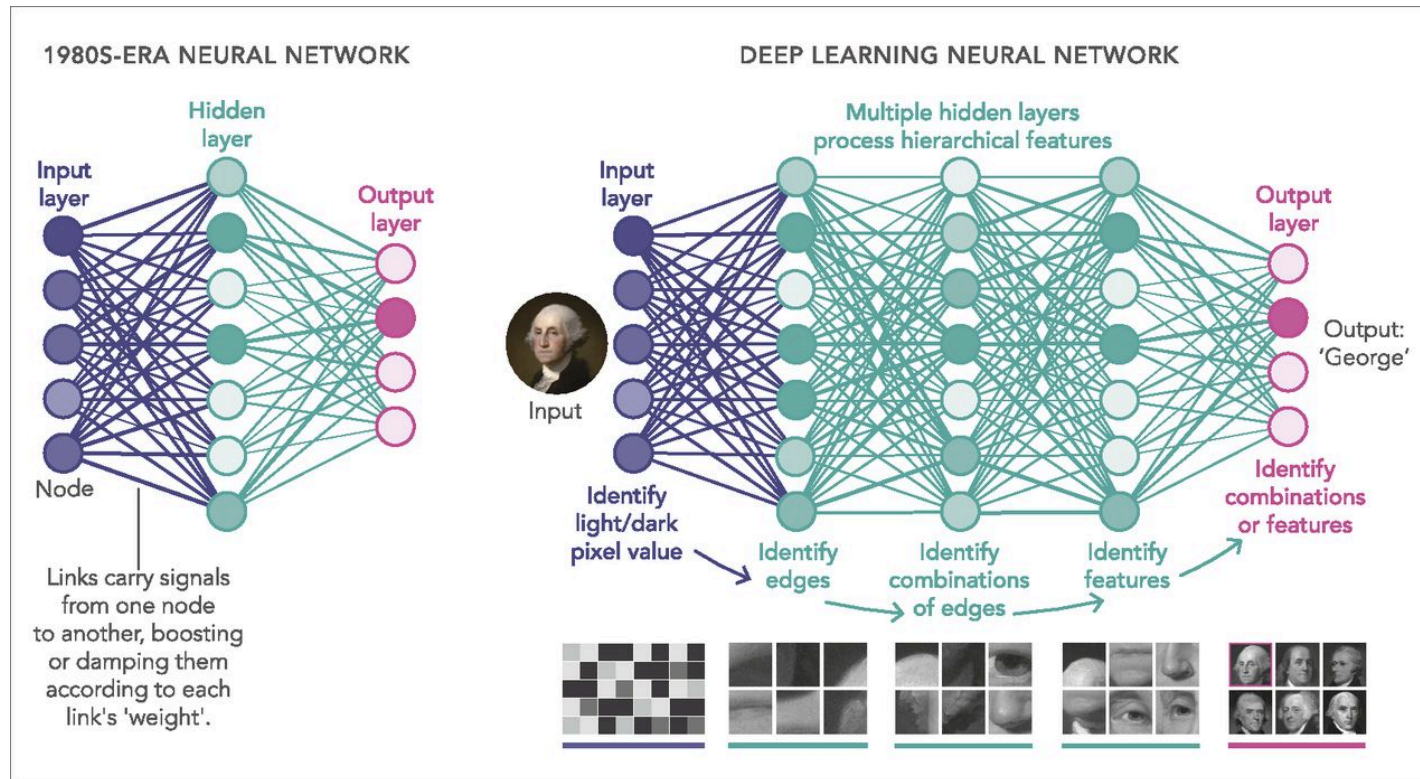 1980S-ERA NEURAL NETWORK
Hidden
layer
Input
layer
Output
layer
Node
Links carry signals
from one node
to another, boosting
or damping them
according to each
link's 'weight'.
DEEP LEARNING NEURAL NETWORK
Multiple hidden layers
process hierarchical features
Input
layer
Output
layer
Input
Output:
‘George’
Identify
light/dark
pixel value
Identify
edges
Identify
combinations
of edges
Identify
features
Identify
combinations
or features